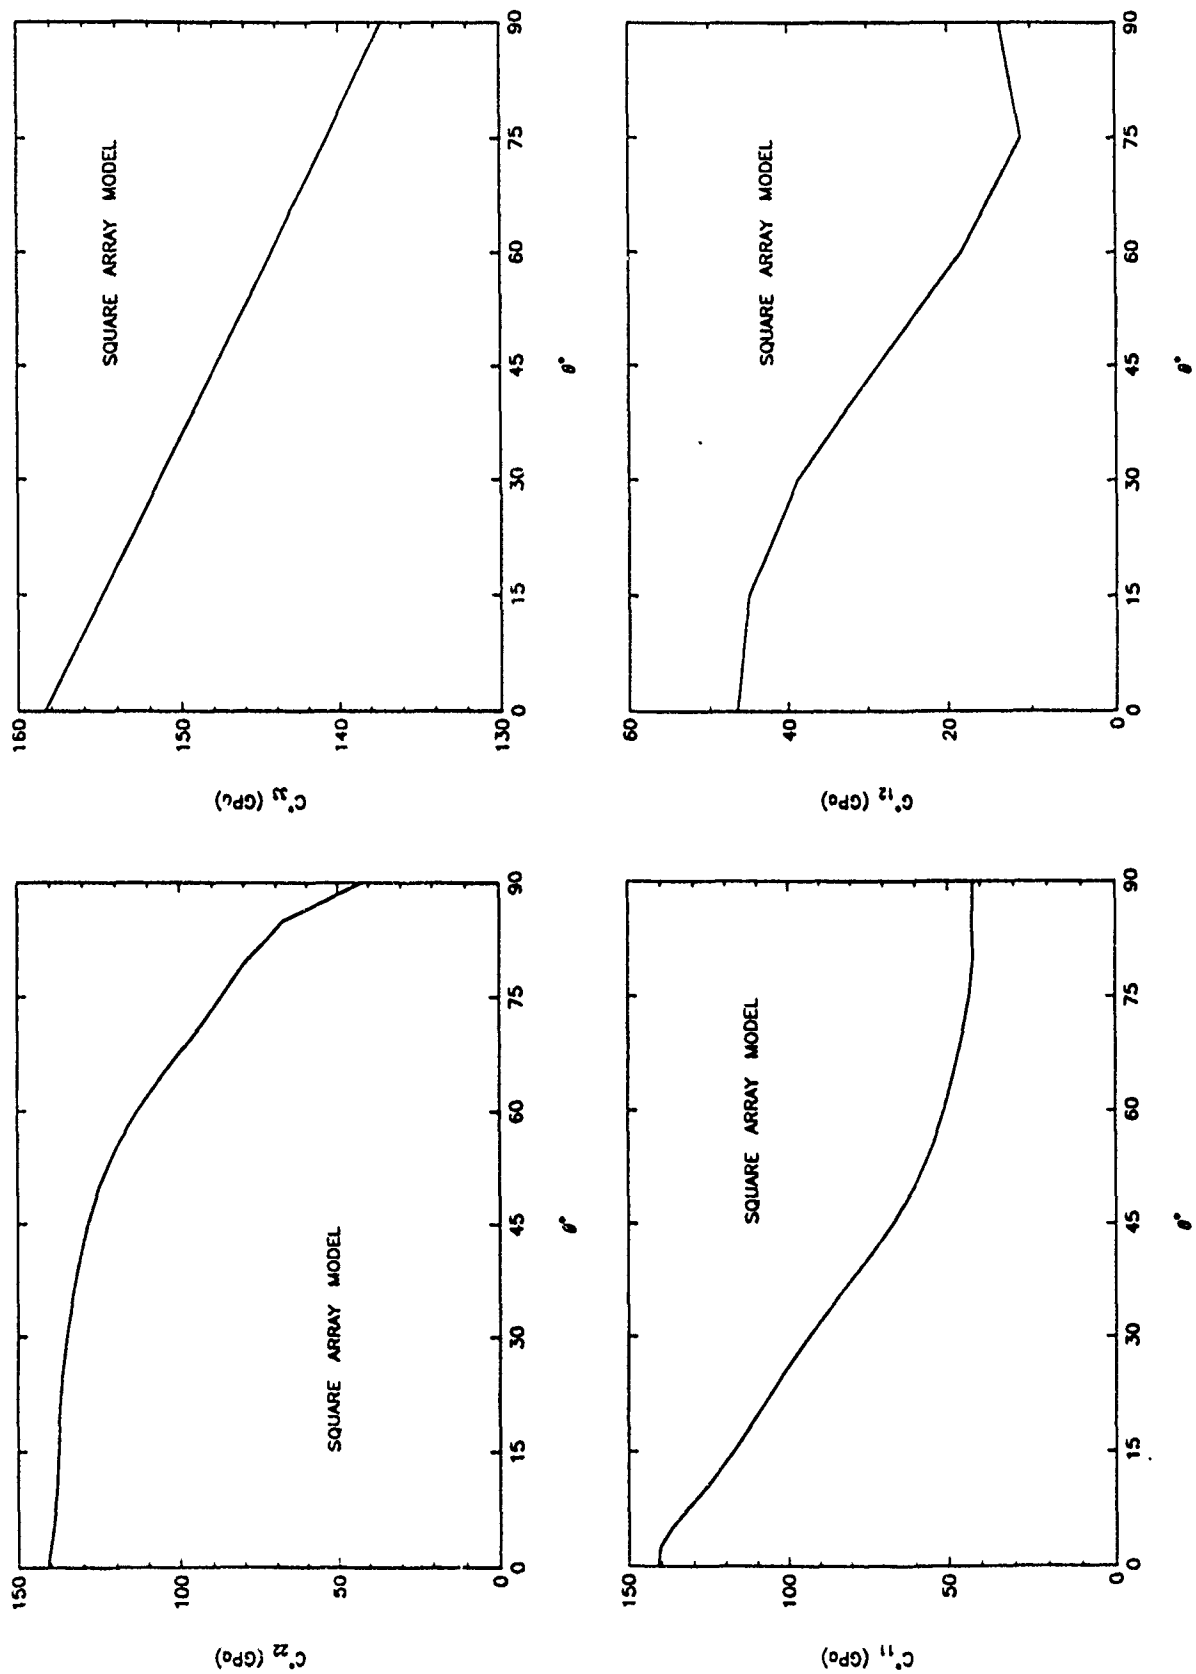 C*22 (GPa)
150
100
50
0
SQUARE ARRAY MODEL
0 15 30 45 60 75 90
θ°
C*33 (GPa)
160
150
140
130
SQUARE ARRAY MODEL
0 15 30 45 60 75 90
θ°
C*11 (GPa)
150
100
50
0
SQUARE ARRAY MODEL
0 15 30 45 60 75 90
θ°
G*12 (GPa)
60
40
20
0
SQUARE ARRAY MODEL
0 15 30 45 60 75 90
θ°